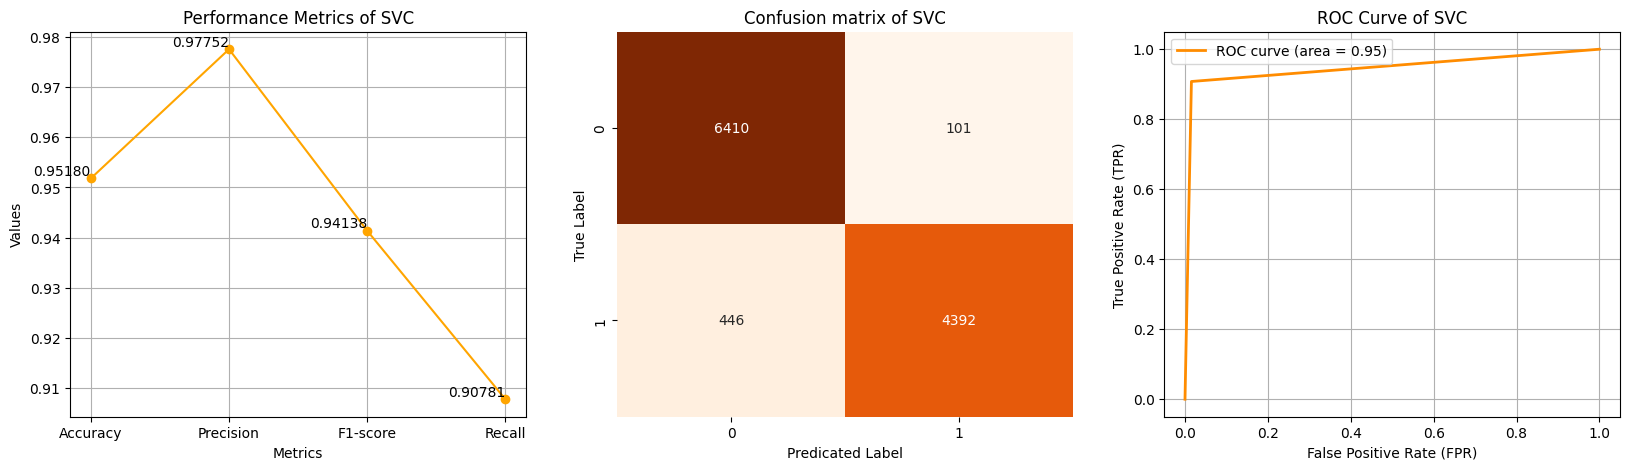 Performance Metrics of SVC
0.98
0.97
0.96
0.95
0.94
0.93
0.92
0.91
Values
0.95180
0.97752
0.94138
0.90781
Accuracy Precision F1-score Recall
Metrics
Confusion matrix of SVC
True Label
0
6410 101
1
446 4392
0 1
Predicated Label
ROC Curve of SVC
ROC curve (area = 0.95)
True Positive Rate (TPR)
1.0
0.8
0.6
0.4
0.2
0.0
0.0 0.2 0.4 0.6 0.8 1.0
False Positive Rate (FPR)